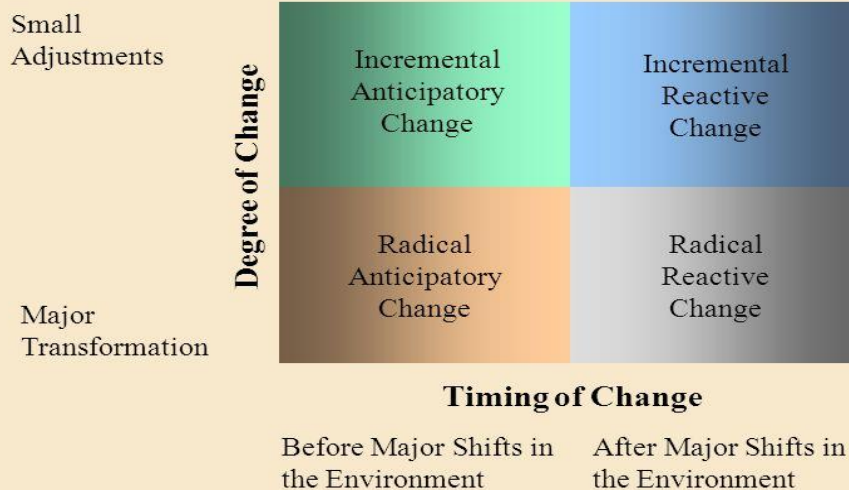 Small
Adjustments
Degree of Change
Incremental
Anticipatory
Change
Incremental
Reactive
Change
Radical
Anticipatory
Change
Radical
Reactive
Change
Major
Transformation
Timing of Change
Before Major Shifts in
the Environment
After Major Shifts in
the Environment